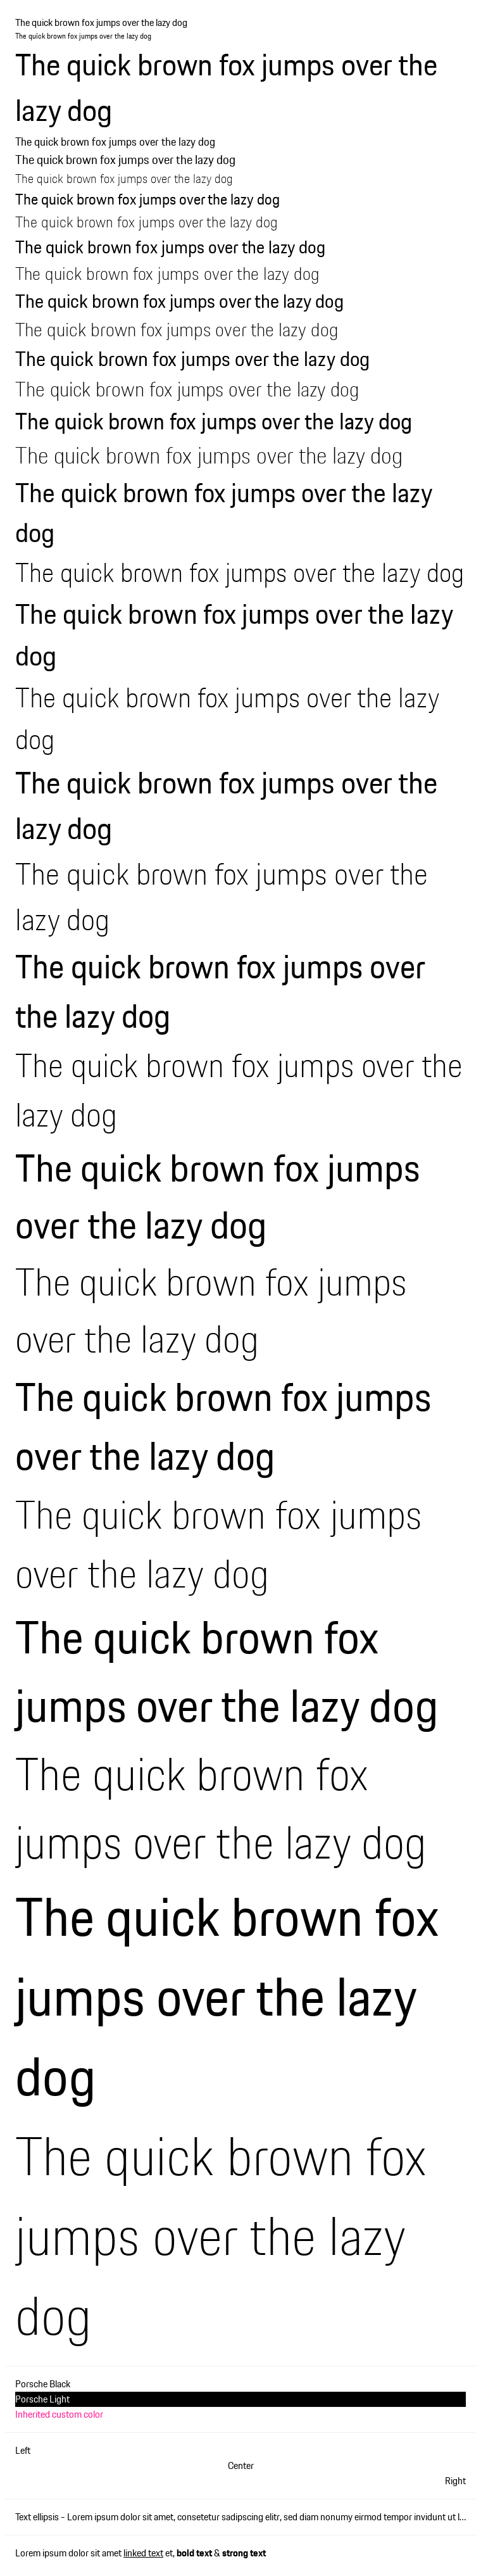 The quick brown fox jumps over the lazy dog
The quick brown fox jumps over the lazy dog
The quick brown fox jumps over the
lazy dog
The quick brown fox jumps over the lazy dog
The quick brown fox jumps over the lazy dog
The quick brown fox jumps over the lazy dog
The quick brown fox jumps over the lazy dog
The quick brown fox jumps over the lazy dog
The quick brown fox jumps over the lazy dog
The quick brown fox jumps over the lazy dog
The quick brown fox jumps over the lazy dog
The quick brown fox jumps over the lazy dog
The quick brown fox jumps over the lazy dog
The quick brown fox jumps over the lazy dog
The quick brown fox jumps over the lazy dog
The quick brown fox jumps over the lazy dog
The quick brown fox jumps over the lazy
dog
The quick brown fox jumps over the lazy dog
The quick brown fox jumps over the lazy
dog
The quick brown fox jumps over the lazy
dog
The quick brown fox jumps over the
lazy dog
The quick brown fox jumps over the
lazy dog
The quick brown fox jumps over
the lazy dog
The quick brown fox jumps over the
lazy dog
The quick brown fox jumps
over the lazy dog
The quick brown fox jumps
over the lazy dog
The quick brown fox jumps
over the lazy dog
The quick brown fox jumps
over the lazy dog
The quick brown fox
jumps over the lazy dog
The quick brown fox
jumps over the lazy dog
The quick brown fox
jumps over the lazy
dog
The quick brown fox
jumps over the lazy
dog
Porsche Black
Porsche Light
Inherited custom color
Left
Center
Right
Text ellipsis - Lorem ipsum dolor sit amet, consetetur sadipscing elitr, sed diam nonumy eirmod tempor invidunt ut l…
Lorem ipsum dolor sit amet linked text et, bold text & strong text